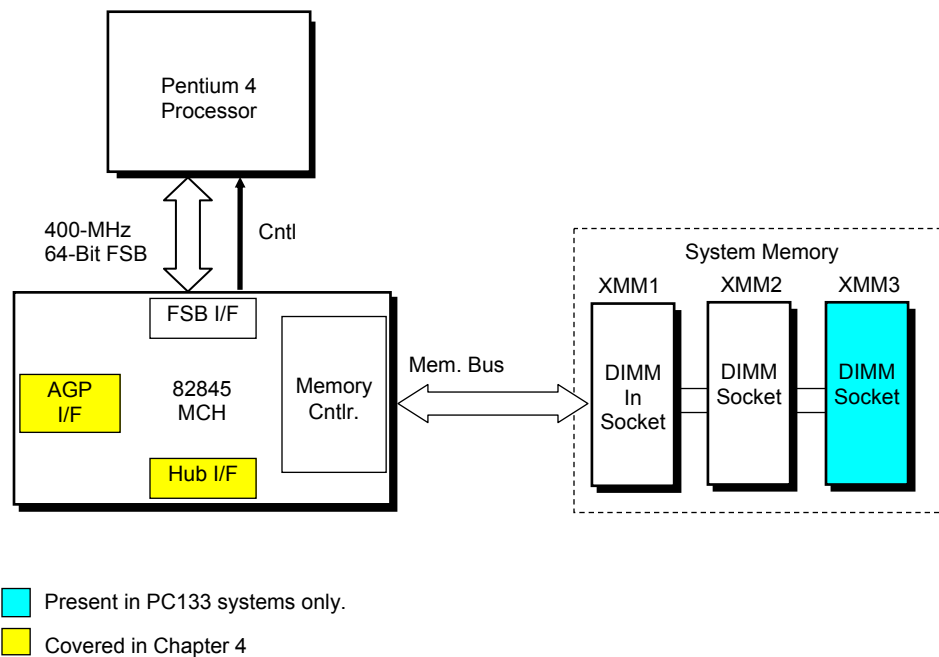 Pentium 4
Processor
400-MHz
64-Bit FSB
Cntl
System Memory
XMM1
XMM2
XMM3
FSB I/F
AGP
I/F
82845
MCH
Memory
Cntlr.
Hub I/F
Mem. Bus
DIMM
In
Socket
DIMM
Socket
DIMM
Socket
Present in PC133 systems only.
Covered in Chapter 4